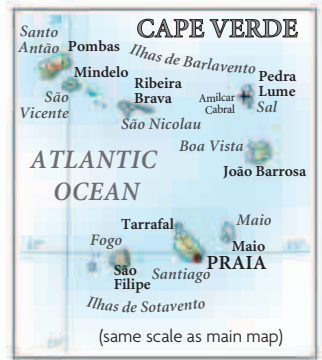 CAPE VERDE
Santo
Antão
Pombas
Ilhas de Barlavento
Mindelo
São
Vicente
Ribeira
Brava
São Nicolau
Pedra
Lume
Amilcar
Cabral
Sal
Boa Vista
João Barrosa
ATLANTIC
OCEAN
Tarrafal
Maio
Maio
Fogo
São
Filipe
Santiago
PRAIA
Ilhas de Sotavento
(same scale as main map)